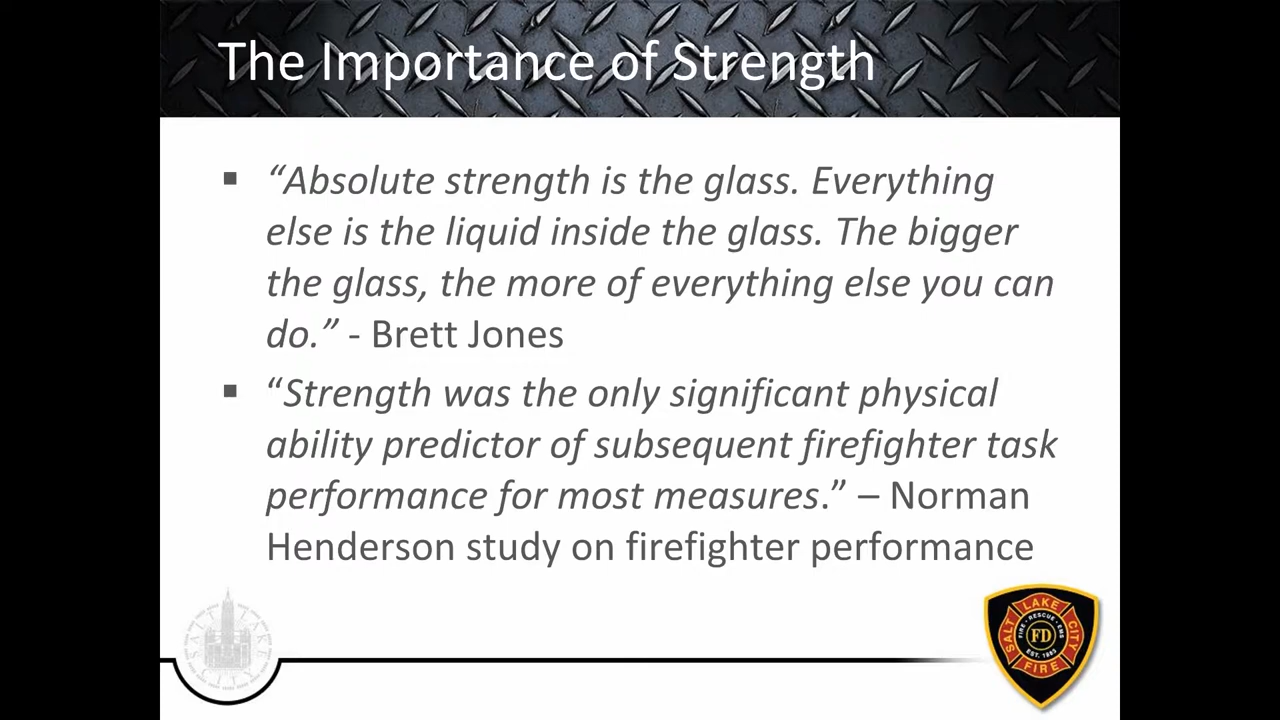 The Importance of Strength
▪ “Absolute strength is the glass. Everything
else is the liquid inside the glass. The bigger
the glass, the more of everything else you can
do.” - Brett Jones
▪ “Strength was the only significant physical
ability predictor of subsequent firefighter task
performance for most measures.” – Norman
Henderson study on firefighter performance
SALT LAKE CITY
SALT LAKE CITY
FIRE • RESCUE • EMS
FD
EST. 1883
FIRE